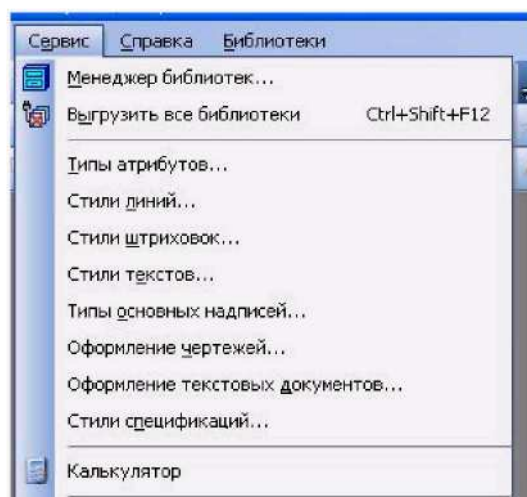 Сервис Справка Библиотеки
Менеджер библиотек...
Выгрузить все библиотеки Ctrl+Shift+F12
Типы атрибутов...
Стили линий...
Стили штриховок...
Стили текстов...
Типы основных надписей...
Оформление чертежей...
Оформление текстовых документов...
Стили спецификаций...
Калькулятор